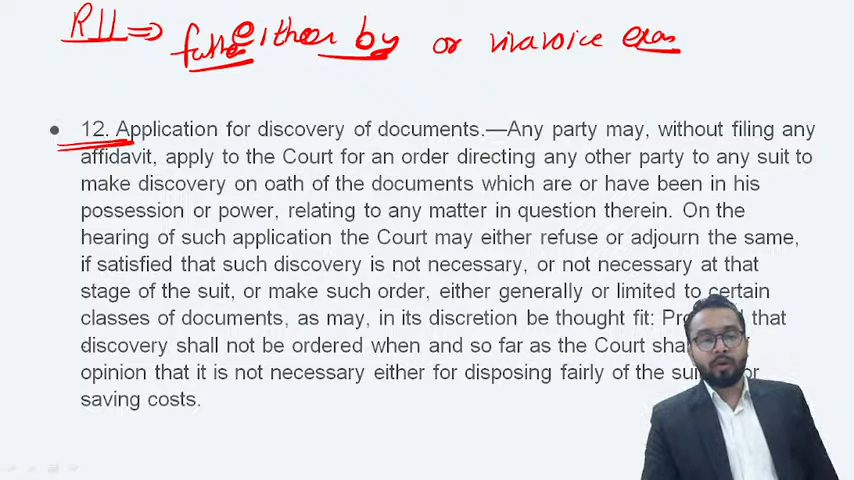 R11 ⇒ further either by or vivavoice exam
• 12. Application for discovery of documents.—Any party may, without filing any
affidavit, apply to the Court for an order directing any other party to any suit to
make discovery on oath of the documents which are or have been in his
possession or power, relating to any matter in question therein. On the
hearing of such application the Court may either refuse or adjourn the same,
if satisfied that such discovery is not necessary, or not necessary at that
stage of the suit, or make such order, either generally or limited to certain
classes of documents, as may, in its discretion be thought fit: that
discovery shall not be ordered when and so far as the Court
opinion that it is not necessary either for disposing fairly of the
saving costs.